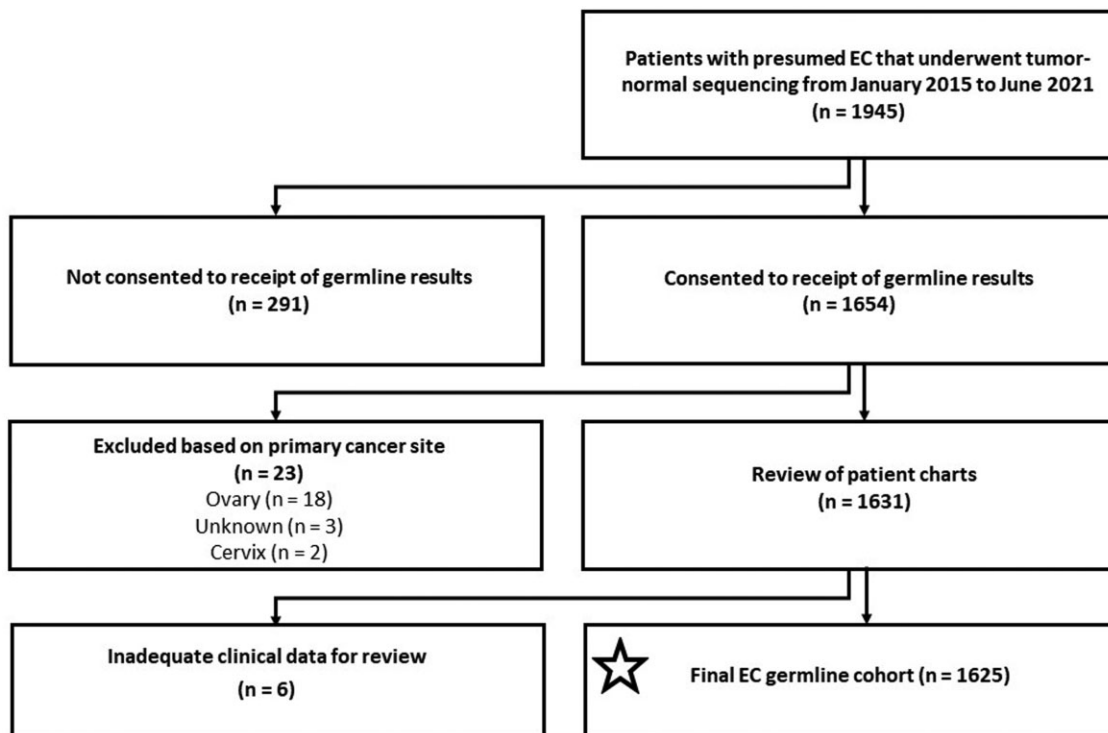 Patients with presumed EC that underwent tumor-
normal sequencing from January 2015 to June 2021
(n = 1945)
Not consented to receipt of germline results
(n = 291)
Consented to receipt of germline results
(n = 1654)
Excluded based on primary cancer site
(n = 23)
Ovary (n = 18)
Unknown (n = 3)
Cervix (n = 2)
Review of patient charts
(n = 1631)
Inadequate clinical data for review
(n = 6)
Final EC germline cohort (n = 1625)